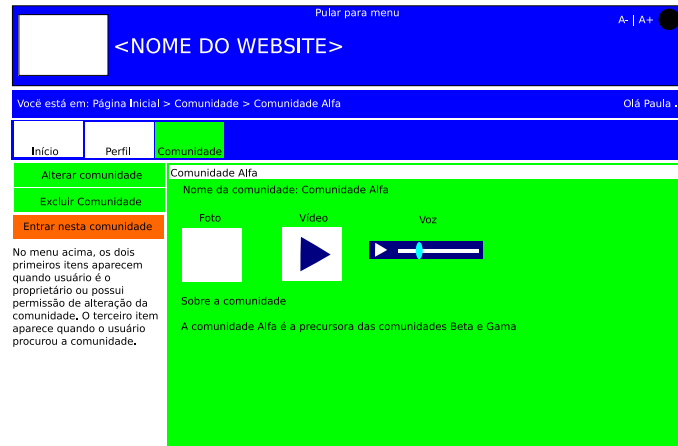 Pular para menu
A- | A+
<NOME DO WEBSITE>
Você está em: Página Inicial > Comunidade > Comunidade Alfa
Olá Paula .
Início
Perfil
Comunidade
Alterar comunidade
Excluir Comunidade
Entrar nesta comunidade
No menu acima, os dois
primeiros itens aparecem
quando usuário é o
proprietário ou possui
permissão de alteração da
comunidade. O terceiro item
aparece quando o usuário
procurou a comunidade.
Comunidade Alfa
Nome da comunidade: Comunidade Alfa
Foto
Vídeo
Voz
Sobre a comunidade
A comunidade Alfa é a precursora das comunidades Beta e Gama